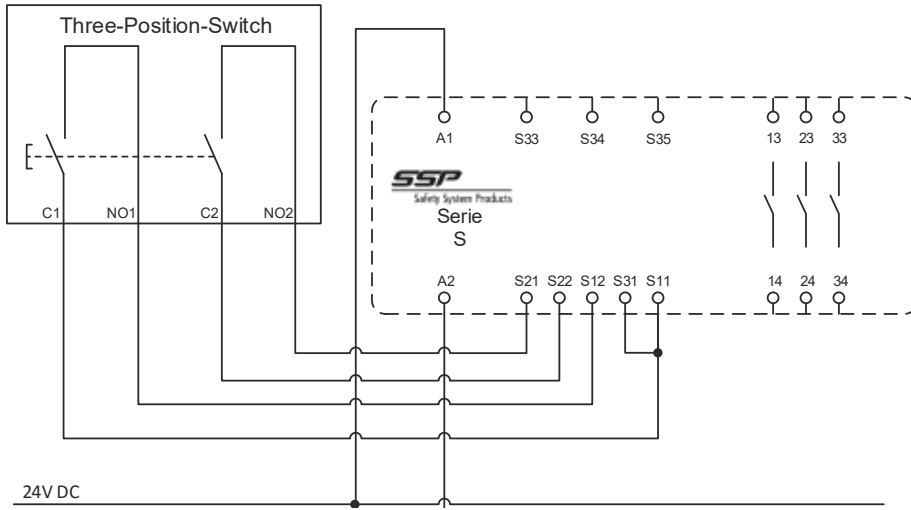 Three-Position-Switch
C1 NO1 C2 NO2
A1 S33 S34 S35 13 23 33
SSP
Safety System Products
Serie
S
A2 S21 S22 S12 S31 S11 14 24 34
24V DC